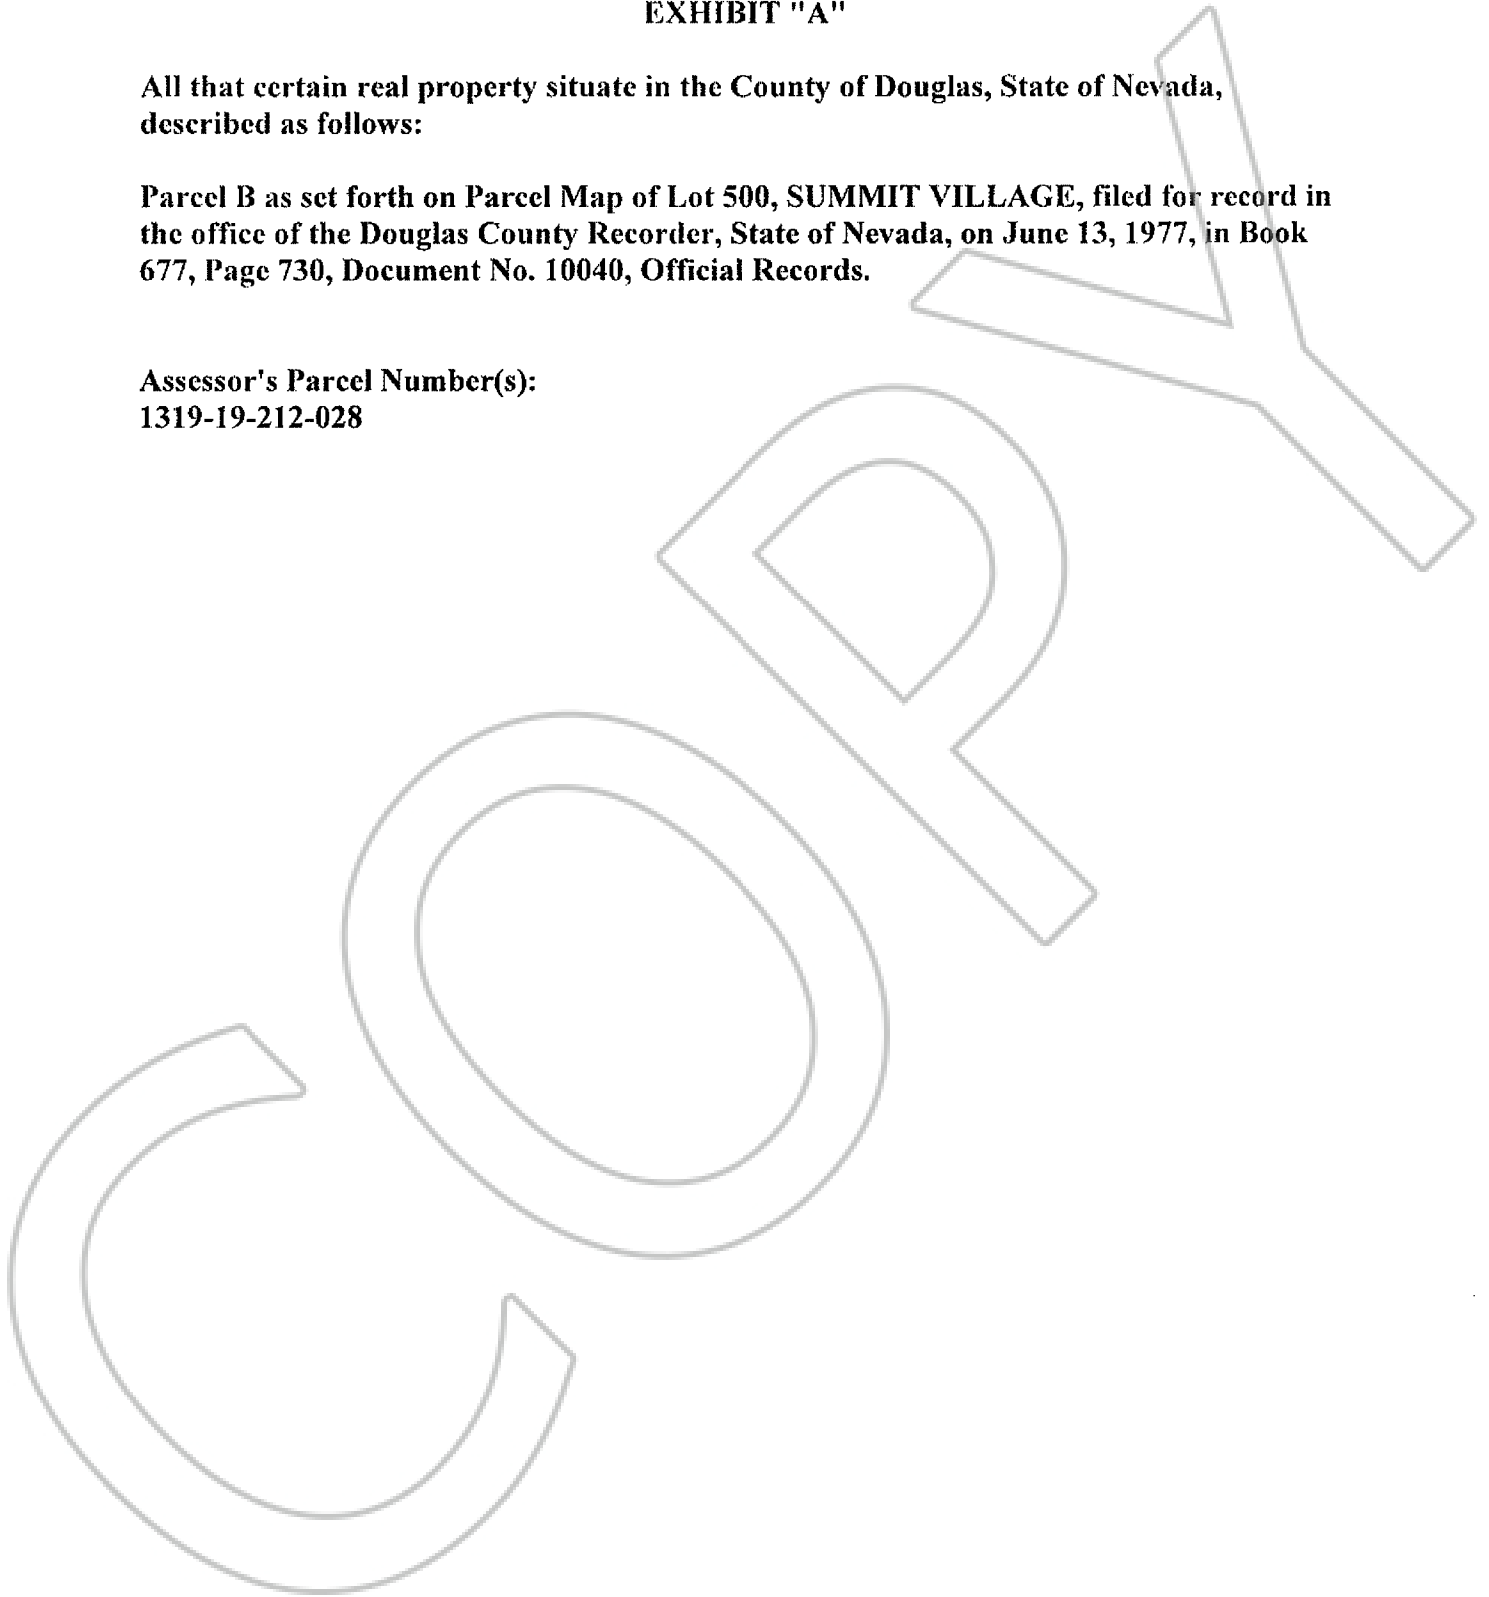 EXHIBIT "A"
All that certain real property situate in the County of Douglas, State of Nevada,
described as follows:
Parcel B as set forth on Parcel Map of Lot 500, SUMMIT VILLAGE, filed for record in
the office of the Douglas County Recorder, State of Nevada, on June 13, 1977, in Book
677, Page 730, Document No. 10040, Official Records.
Assessor's Parcel Number(s):
1319-19-212-028
COPY